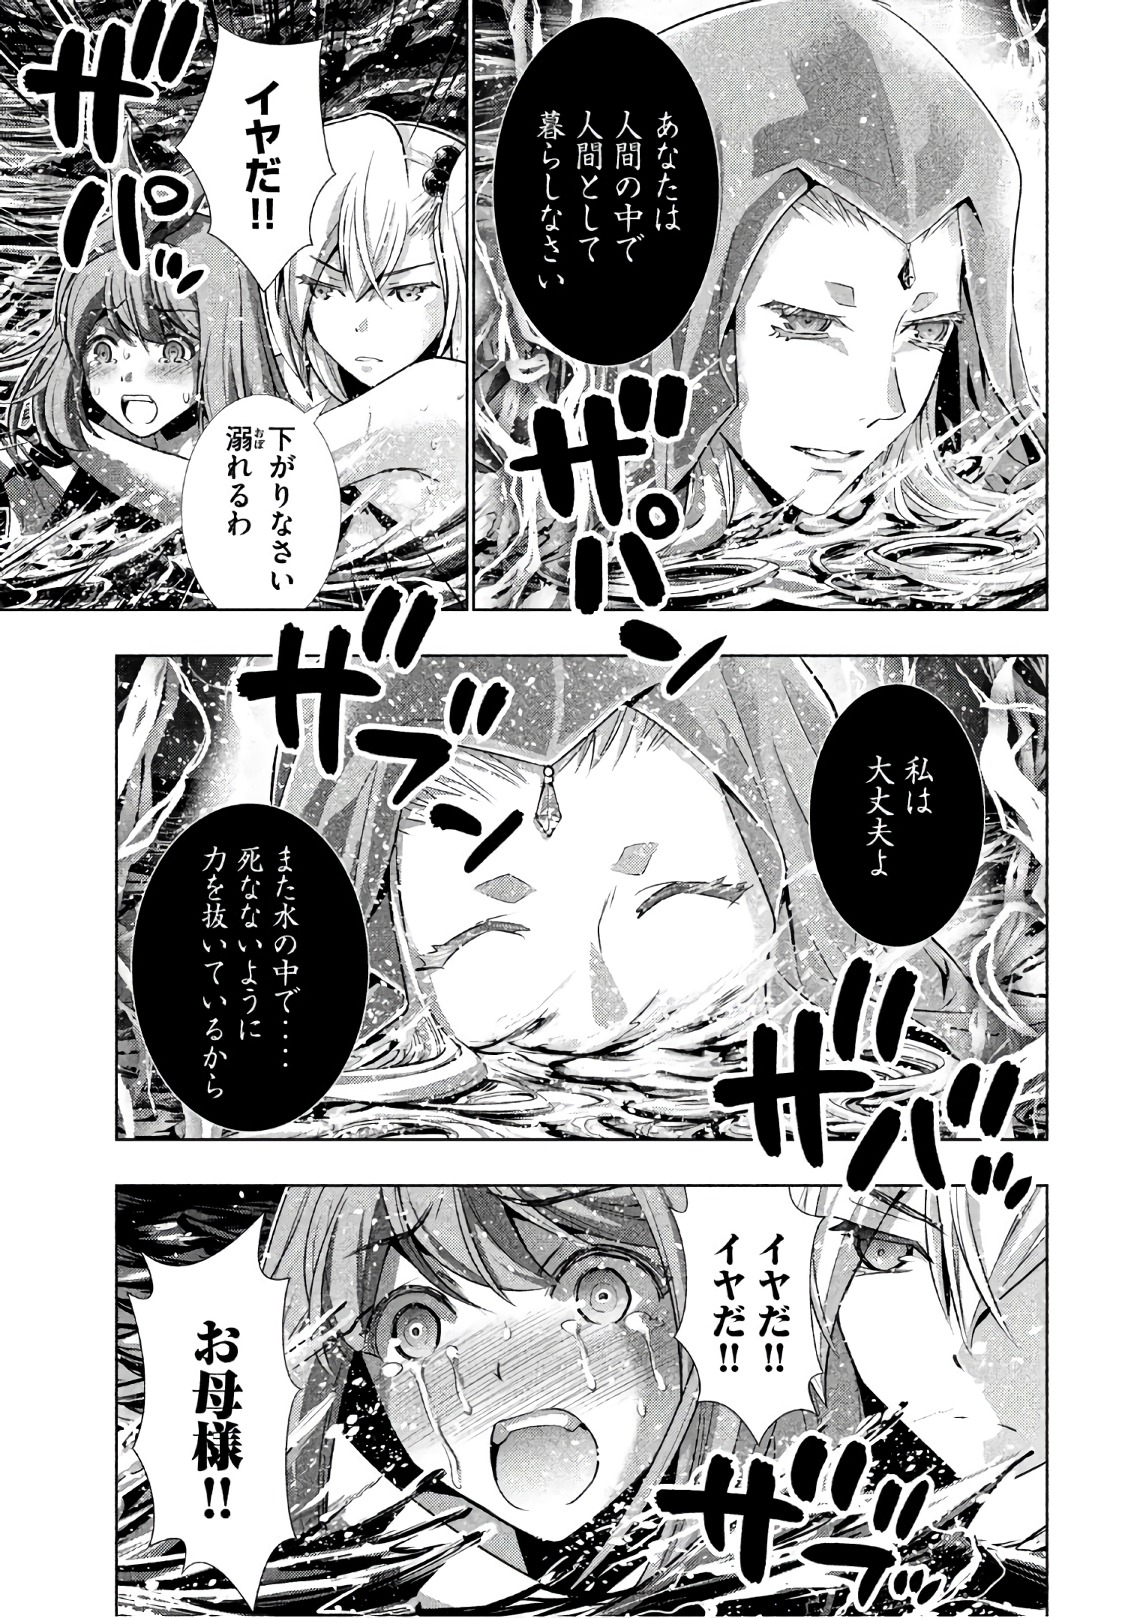 あなたは
人間の中で
人間として
暮らしなさい
ザパン
イヤだ!!
ザパ
下がりなさい
溺れるわ
おぼ
ザブン
私は
大丈夫よ
また水の中で‥‥‥
死なないように
力を抜いているから
ザバッ
イヤだ!!
イヤだ!!
お母様!!
ザブッ